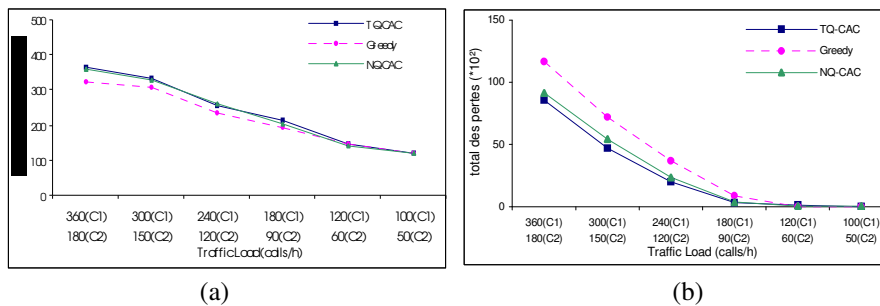 500
400
300
200
100
0
TQCAC
Greedy
NQCAC
360(C1) 300(C1) 240(C1) 180(C1) 120(C1) 100(C1)
180(C2) 150(C2) 120(C2) 90(C2) 60(C2) 50(C2)
TrafficLoad(calls/h)
(a)
total des pertes (*10²)
150
100
50
0
TQ-CAC
Greedy
NQ-CAC
360(C1) 300(C1) 240(C1) 180(C1) 120(C1) 100(C1)
180(C2) 150(C2) 120(C2) 90(C2) 60(C2) 50(C2)
Traffic Load (calls/h)
(b)